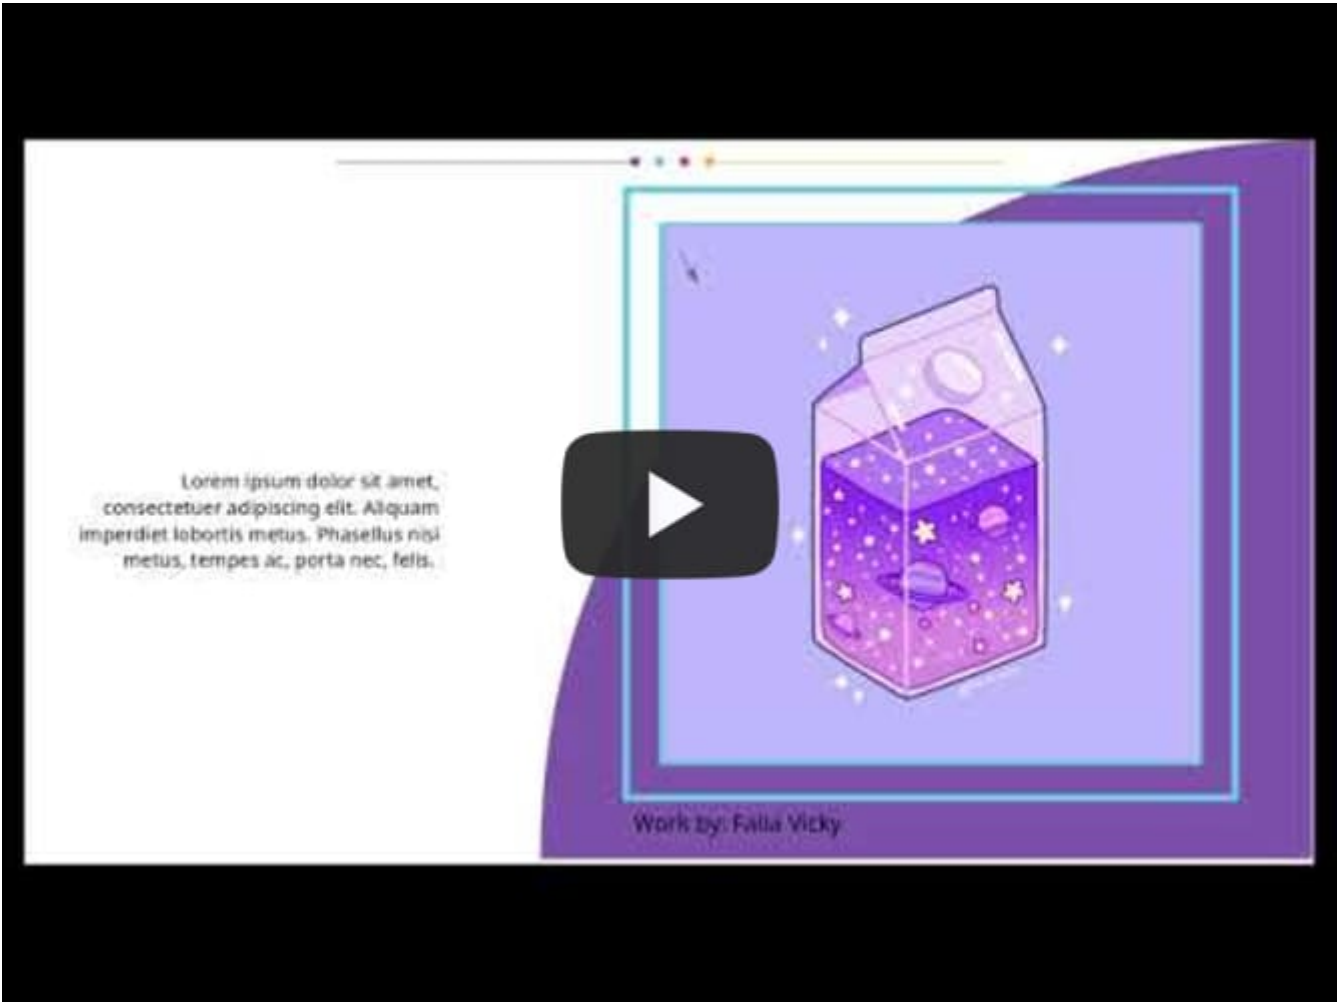 Lorem ipsum dolor sit amet,
consectetuer adipiscing elit. Aliquam
imperdiet lobortis metus. Phasellus nisi
metus, tempes ac, porta nec, felis.
Work by: Falla Vicky